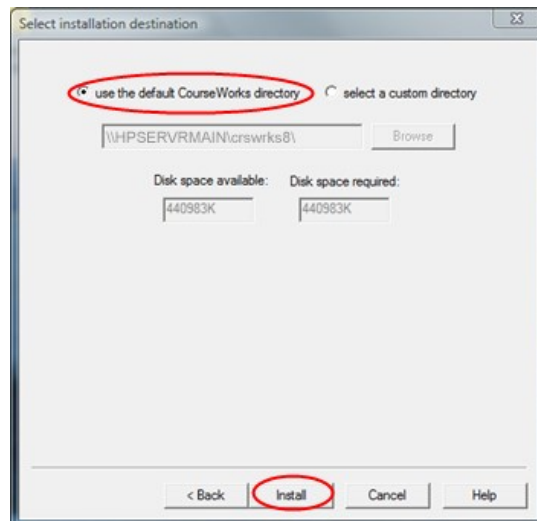 Select installation destination
use the default CourseWorks directory select a custom directory
\\HPSERVRMAIN\crswrks8\ Browse
Disk space available: Disk space required:
440983K 440983K
< Back Install Cancel Help